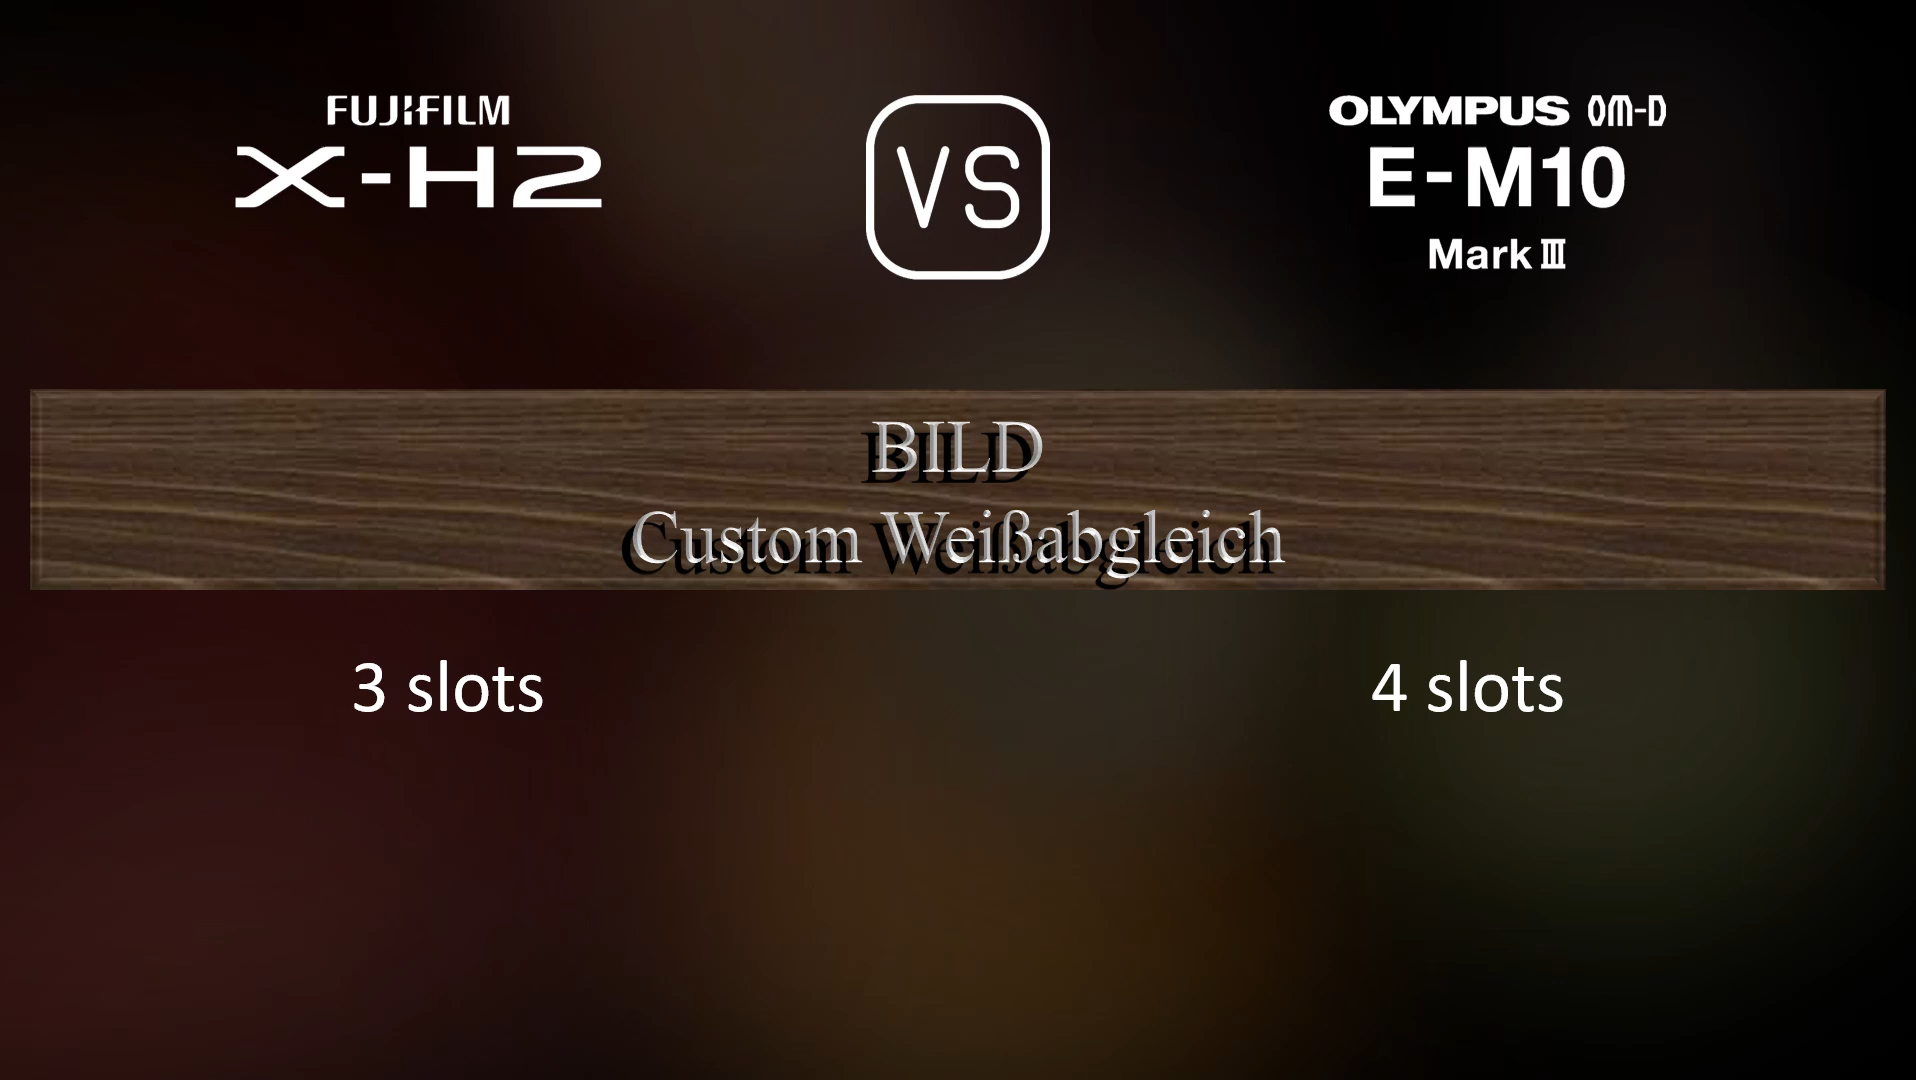 FUJIFILM
X-H2
VS
OLYMPUS OM-D
E-M10
Mark III
BILD
Custom Weißabgleich
3 slots
4 slots